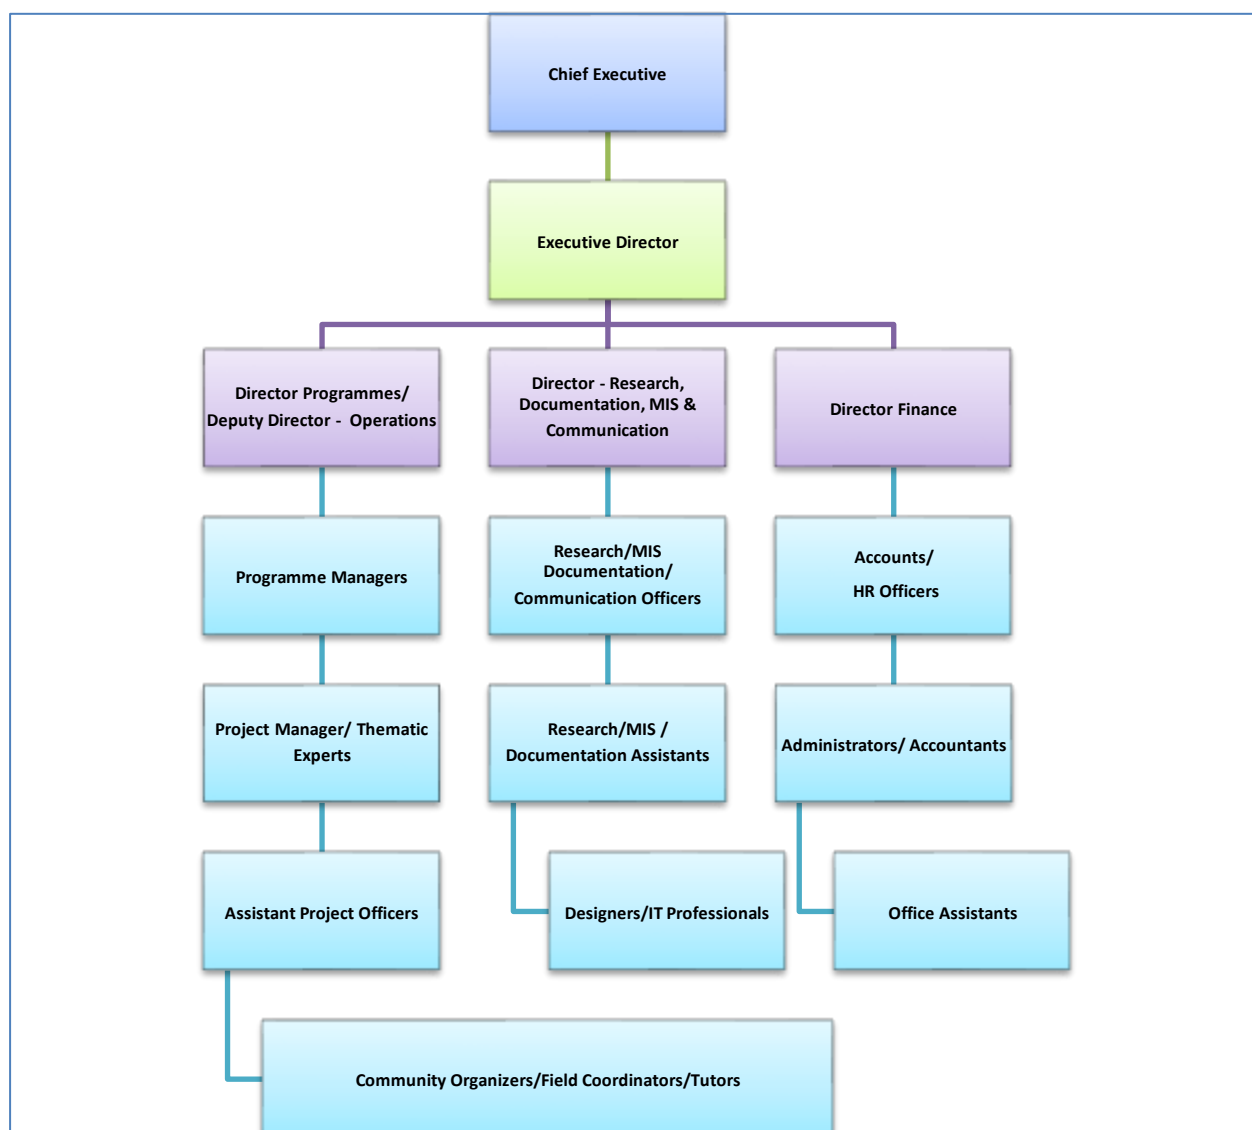 Chief Executive
Executive Director
Director Programmes/
Deputy Director -  Operations
Director - Research,
Documentation, MIS &
Communication
Director Finance
Programme Managers
Research/MIS
Documentation/
Communication Officers
Accounts/
HR Officers
Project Manager/ Thematic
Experts
Research/MIS /
Documentation Assistants
Administrators/ Accountants
Assistant Project Officers
Designers/IT Professionals
Office Assistants
Community Organizers/Field Coordinators/Tutors